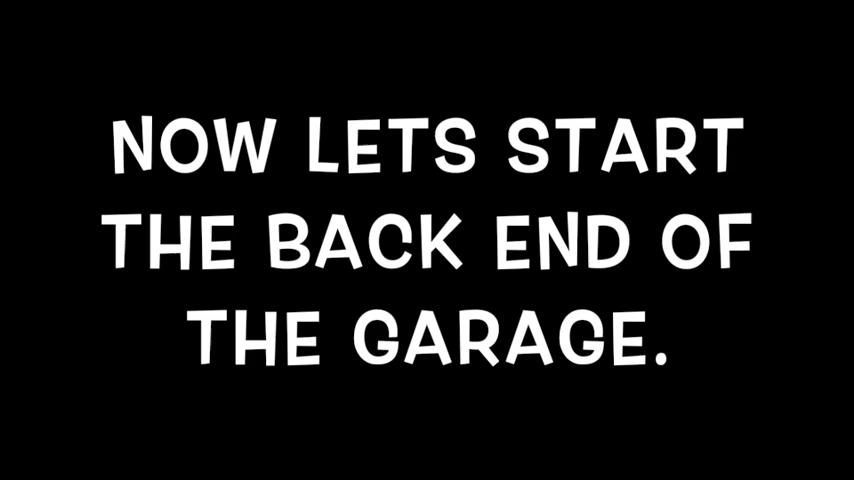 NOW LETS START
THE BACK END OF
THE GARAGE.